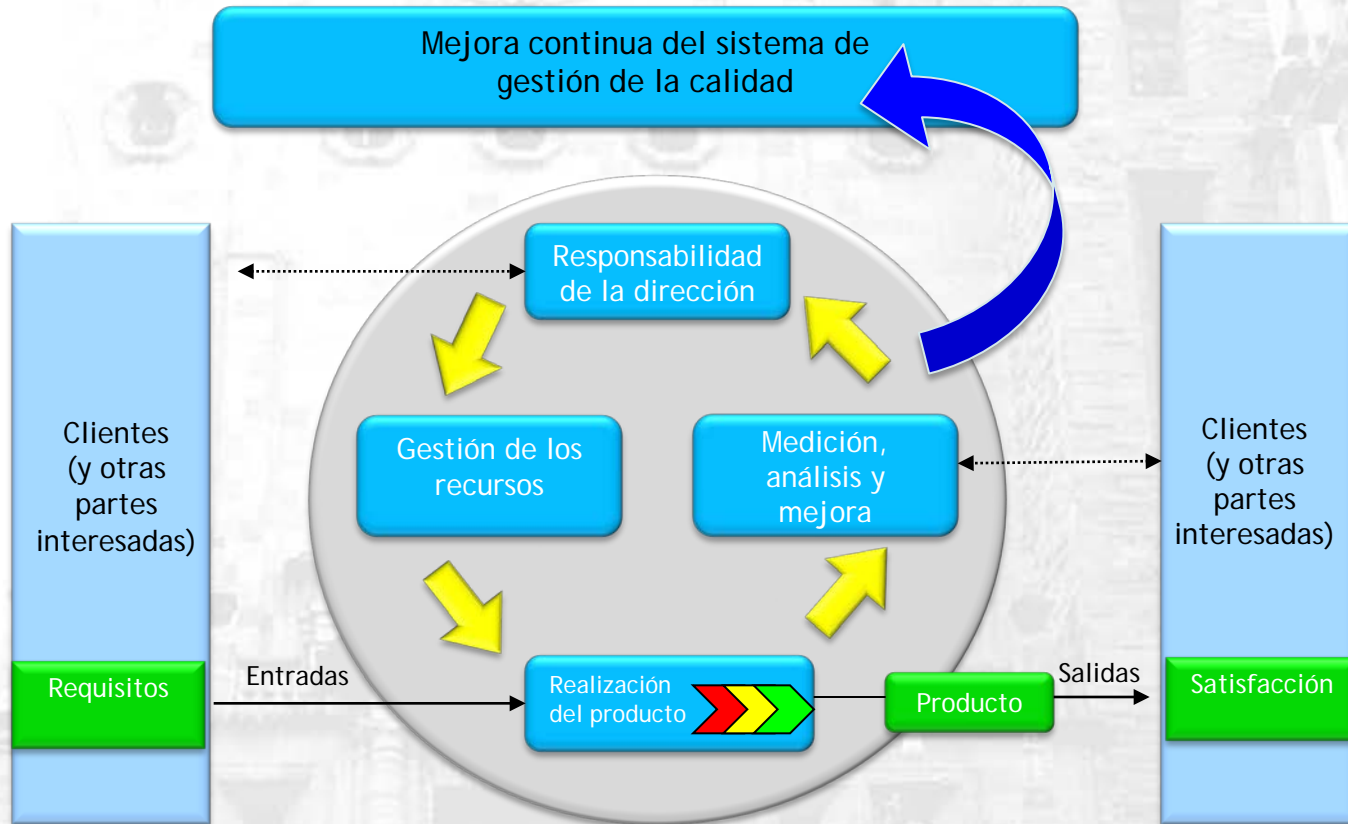 Mejora continua del sistema de
gestión de la calidad
Responsabilidad
de la dirección
Clientes
(y otras
partes
interesadas)
Gestión de los
recursos
Medición,
análisis y
mejora
Clientes
(y otras
partes
interesadas)
Requisitos
Entradas
Realización
del producto
Producto
Salidas
Satisfacción